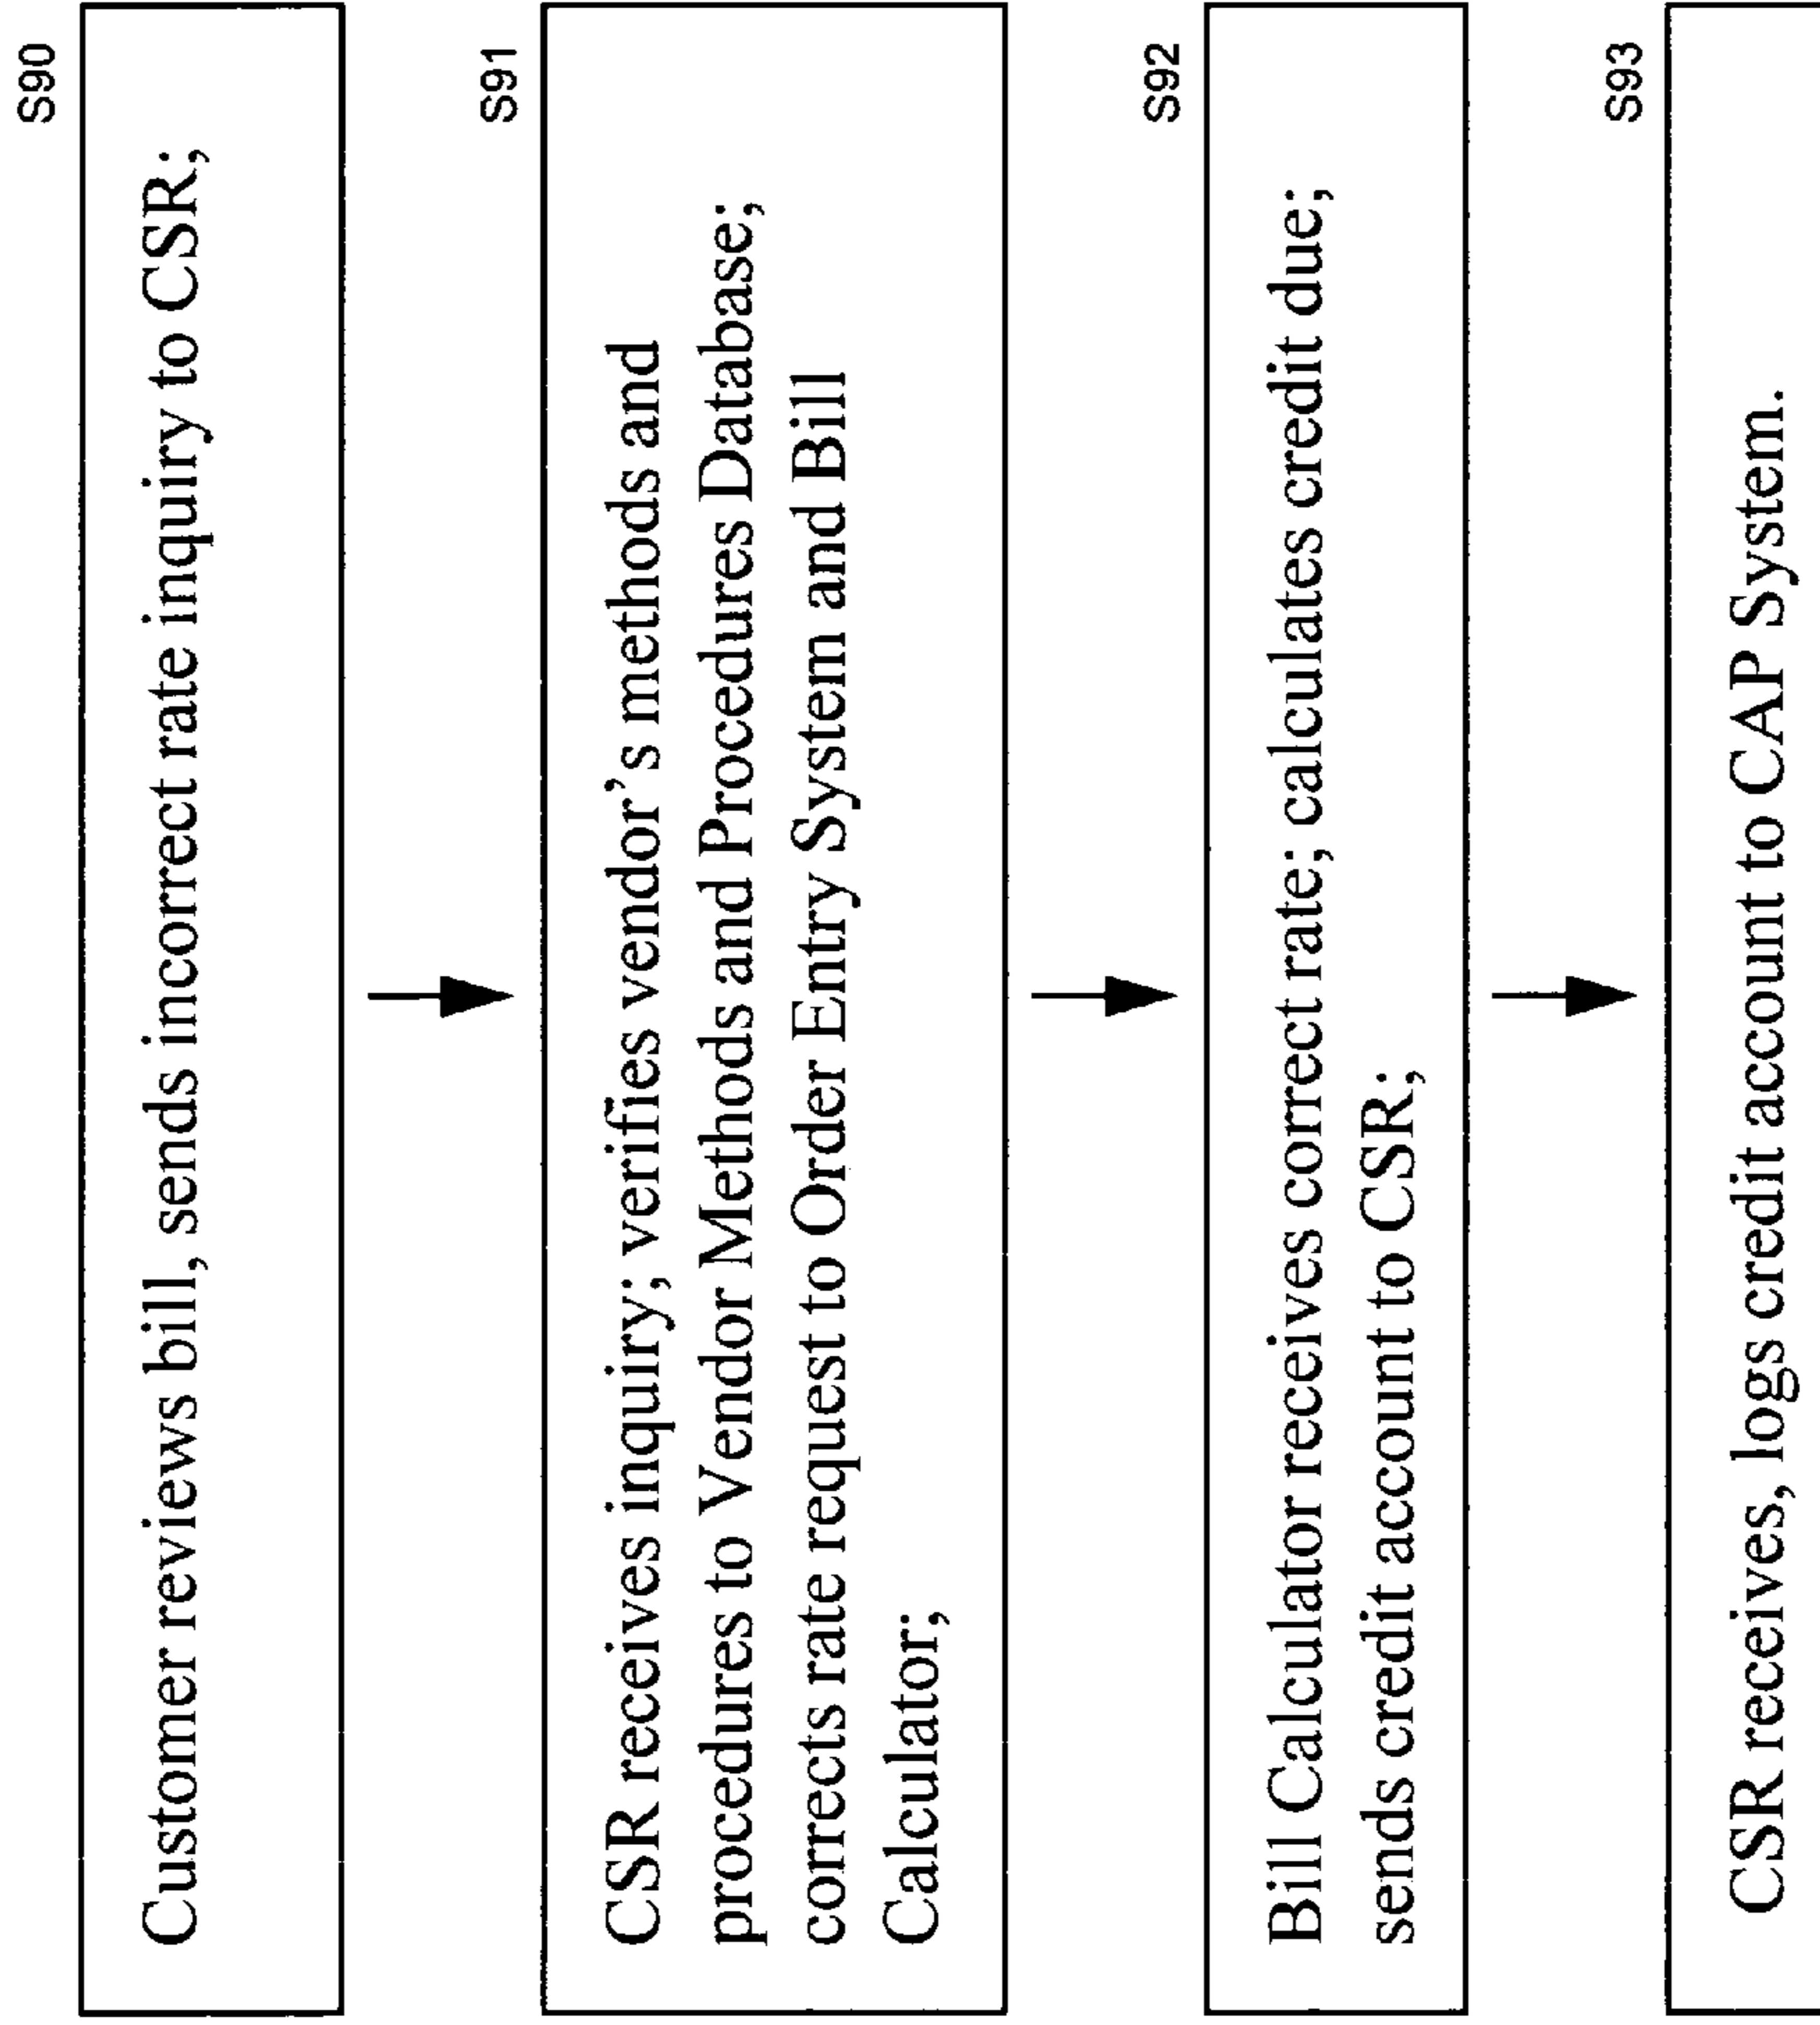 S90
Customer reviews bill, sends incorrect rate inquiry to CSR;
S91
CSR receives inquiry; verifies vendor's methods and
procedures to Vendor Methods and Procedures Database;
corrects rate request to Order Entry System and Bill
Calculator;
S92
Bill Calculator receives correct rate; calculates credit due;
sends credit account to CSR;
S93
CSR receives, logs credit account to CAP System.